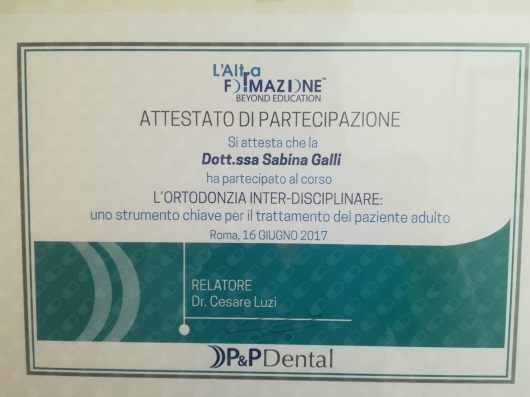 L'Altra
FORMAZIONE™
BEYOND EDUCATION
ATTESTATO DI PARTECIPAZIONE
Si attesta che la
Dott.ssa Sabina Galli
ha partecipato al corso
L'ORTODONZIA INTER-DISCIPLINARE:
uno strumento chiave per il trattamento del paziente adulto
Roma, 16 GIUGNO 2017
RELATORE
Dr. Cesare Luzi
P&PDental